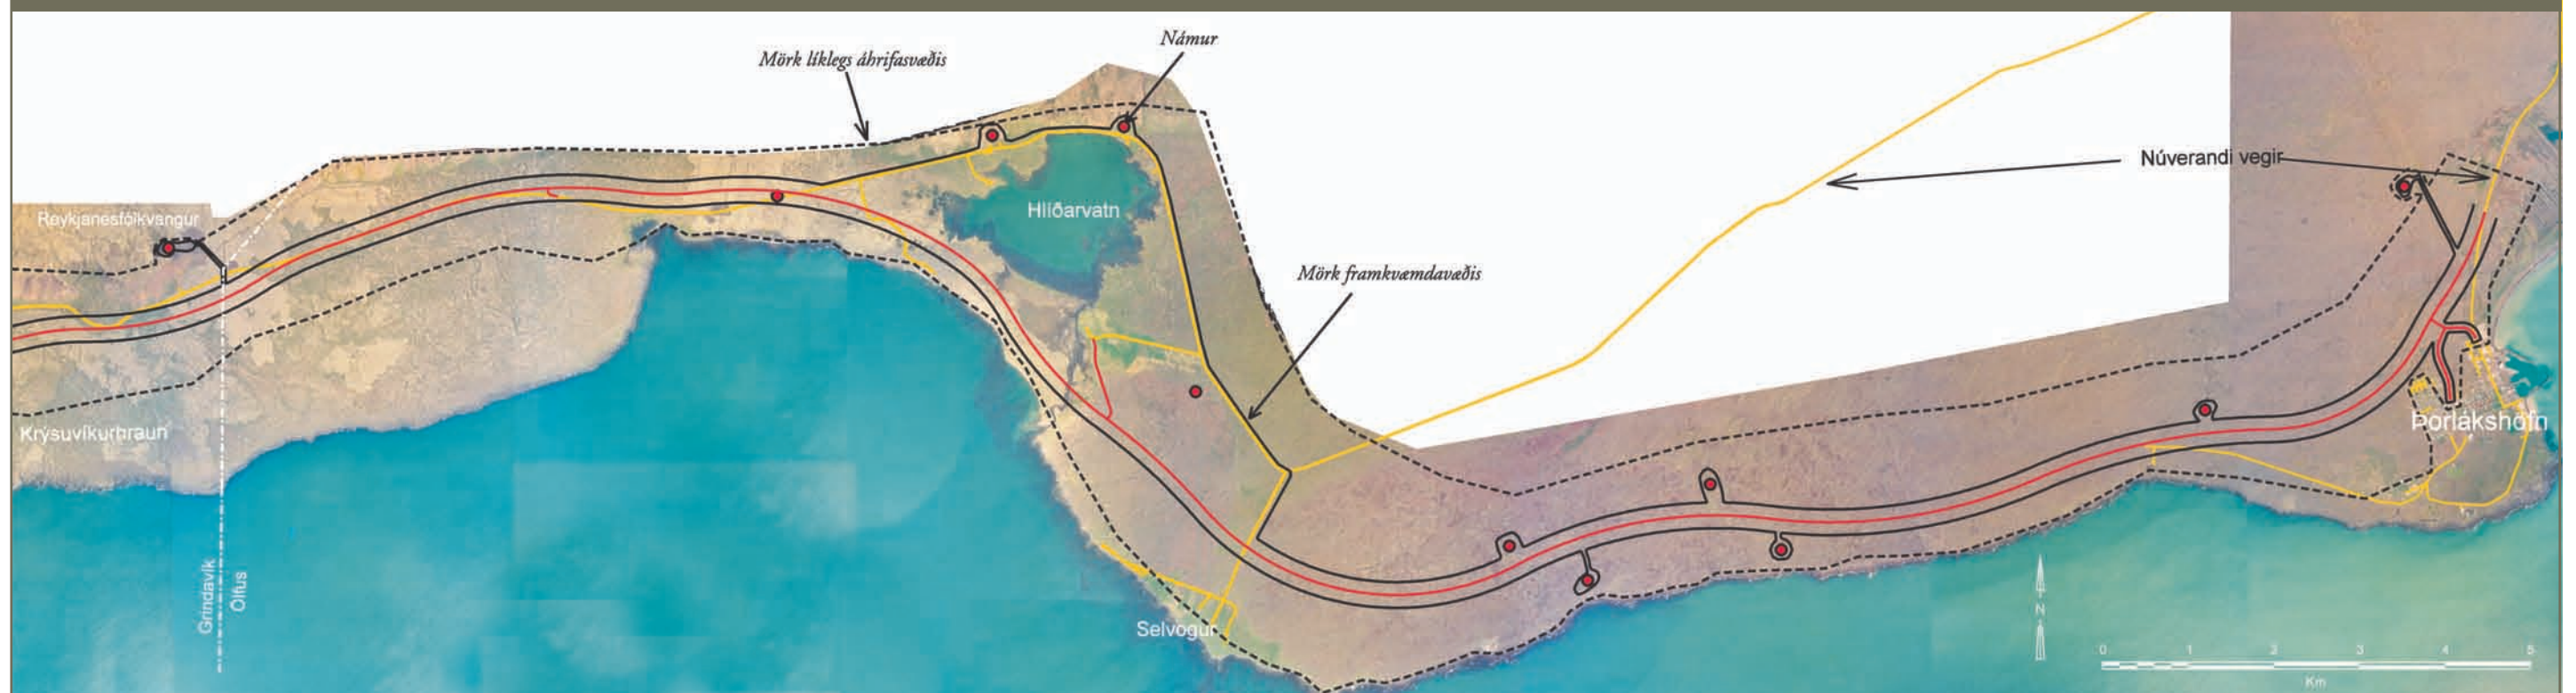 Námur
Mörk líklegs áhrifasvæðis
Núverandi vegir
Reykjanesfólkvangur
Hlíðarvatn
Mörk framkvæmdavæðis
Krýsuvíkurhraun
Þorlákshöfn
Grindavík
Ölfus
Selvogur
N
0 1 2 3 4 5
Km